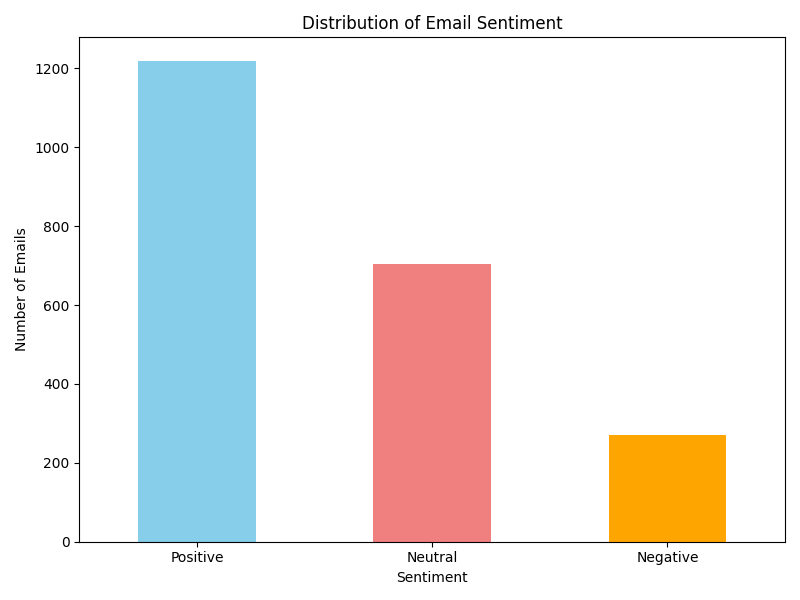 Distribution of Email Sentiment
1200
1000
800
600
400
200
0
Number of Emails
Positive
Neutral
Negative
Sentiment